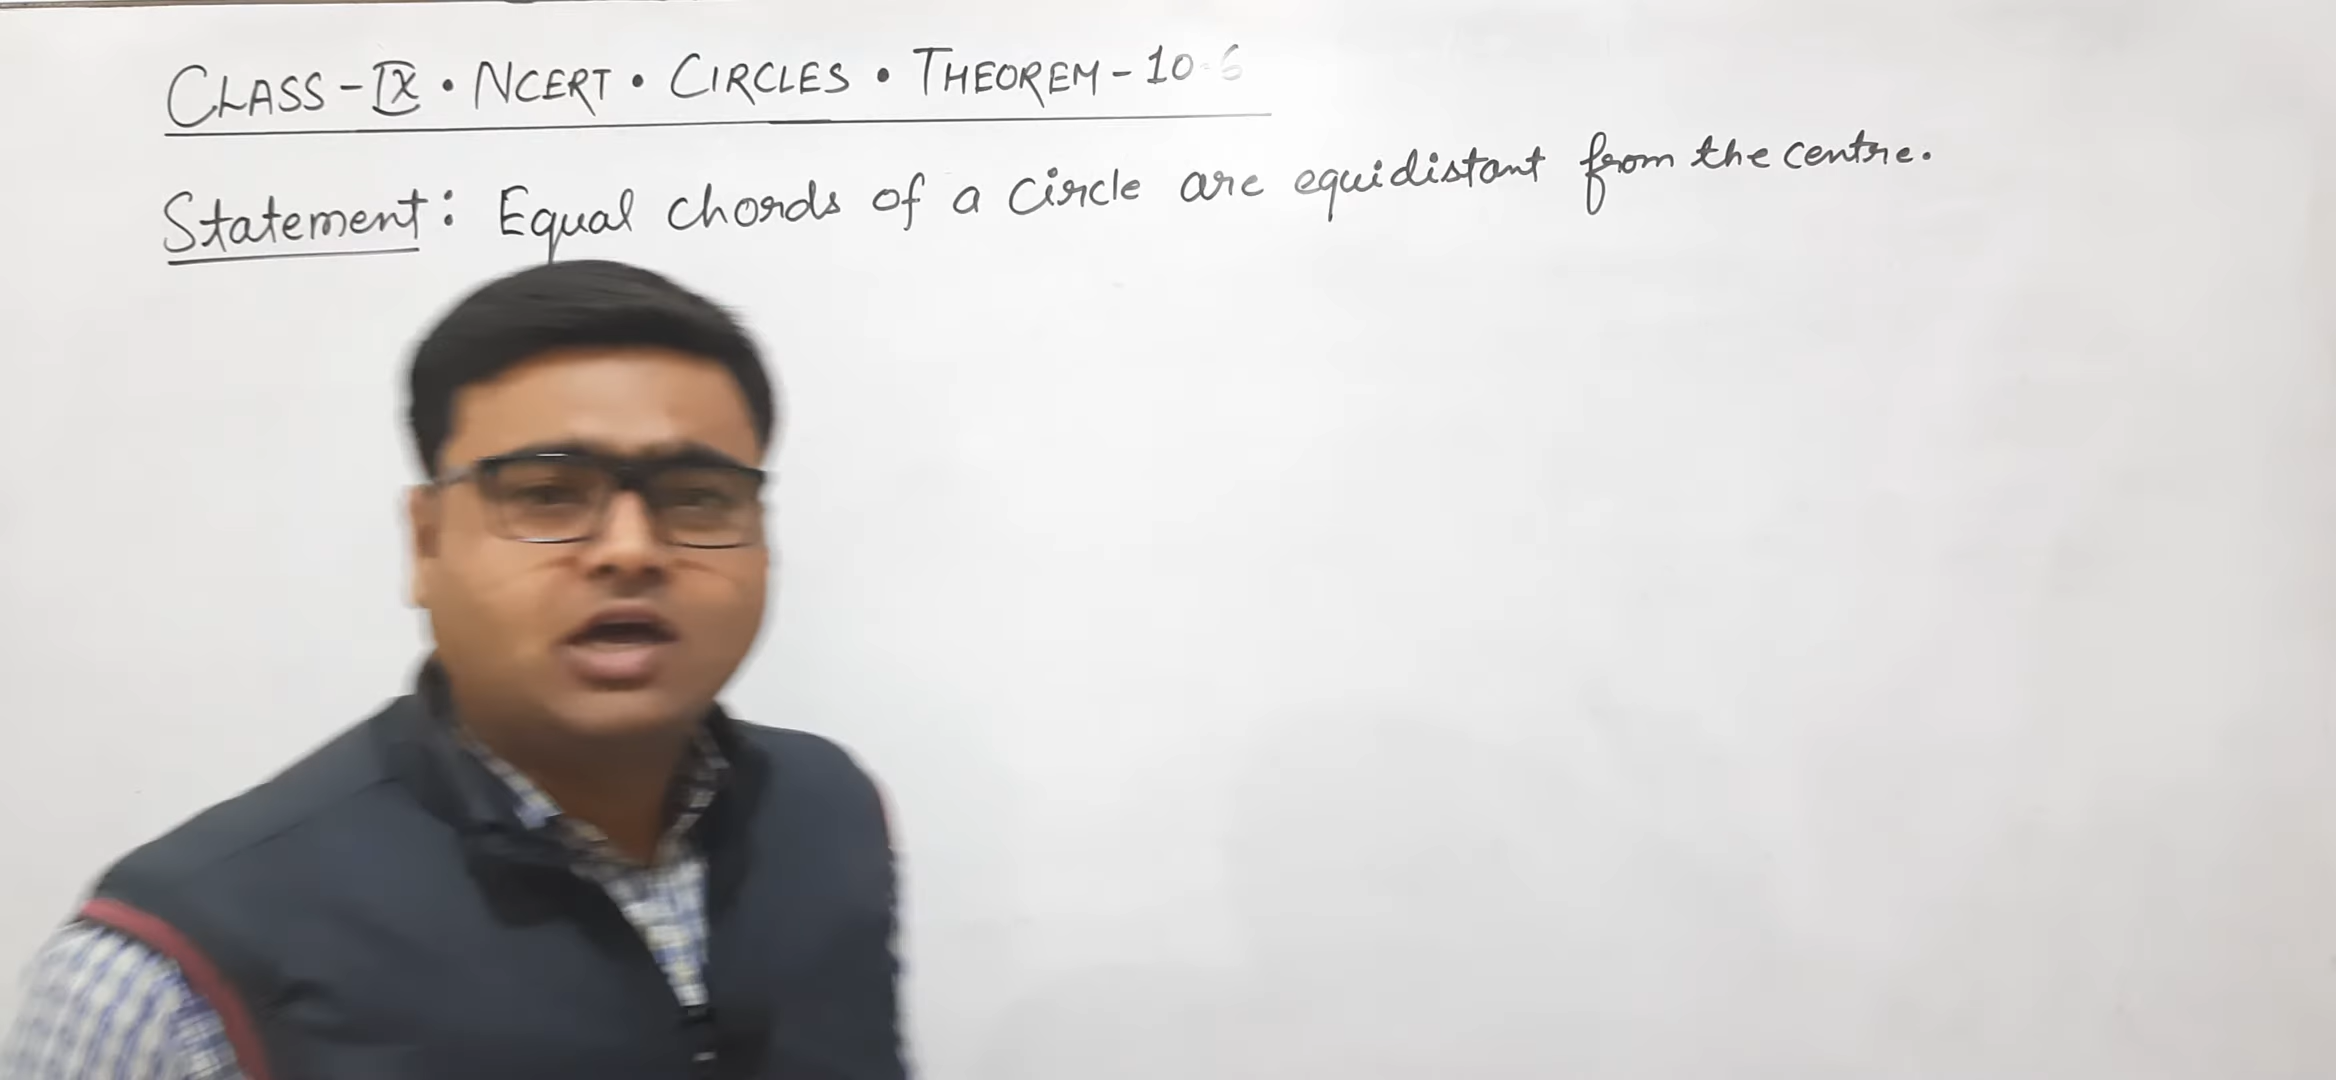 CLASS-IX • NCERT • CIRCLES • THEOREM-10.6
Statement: Equal chords of a circle are equidistant from the centre.